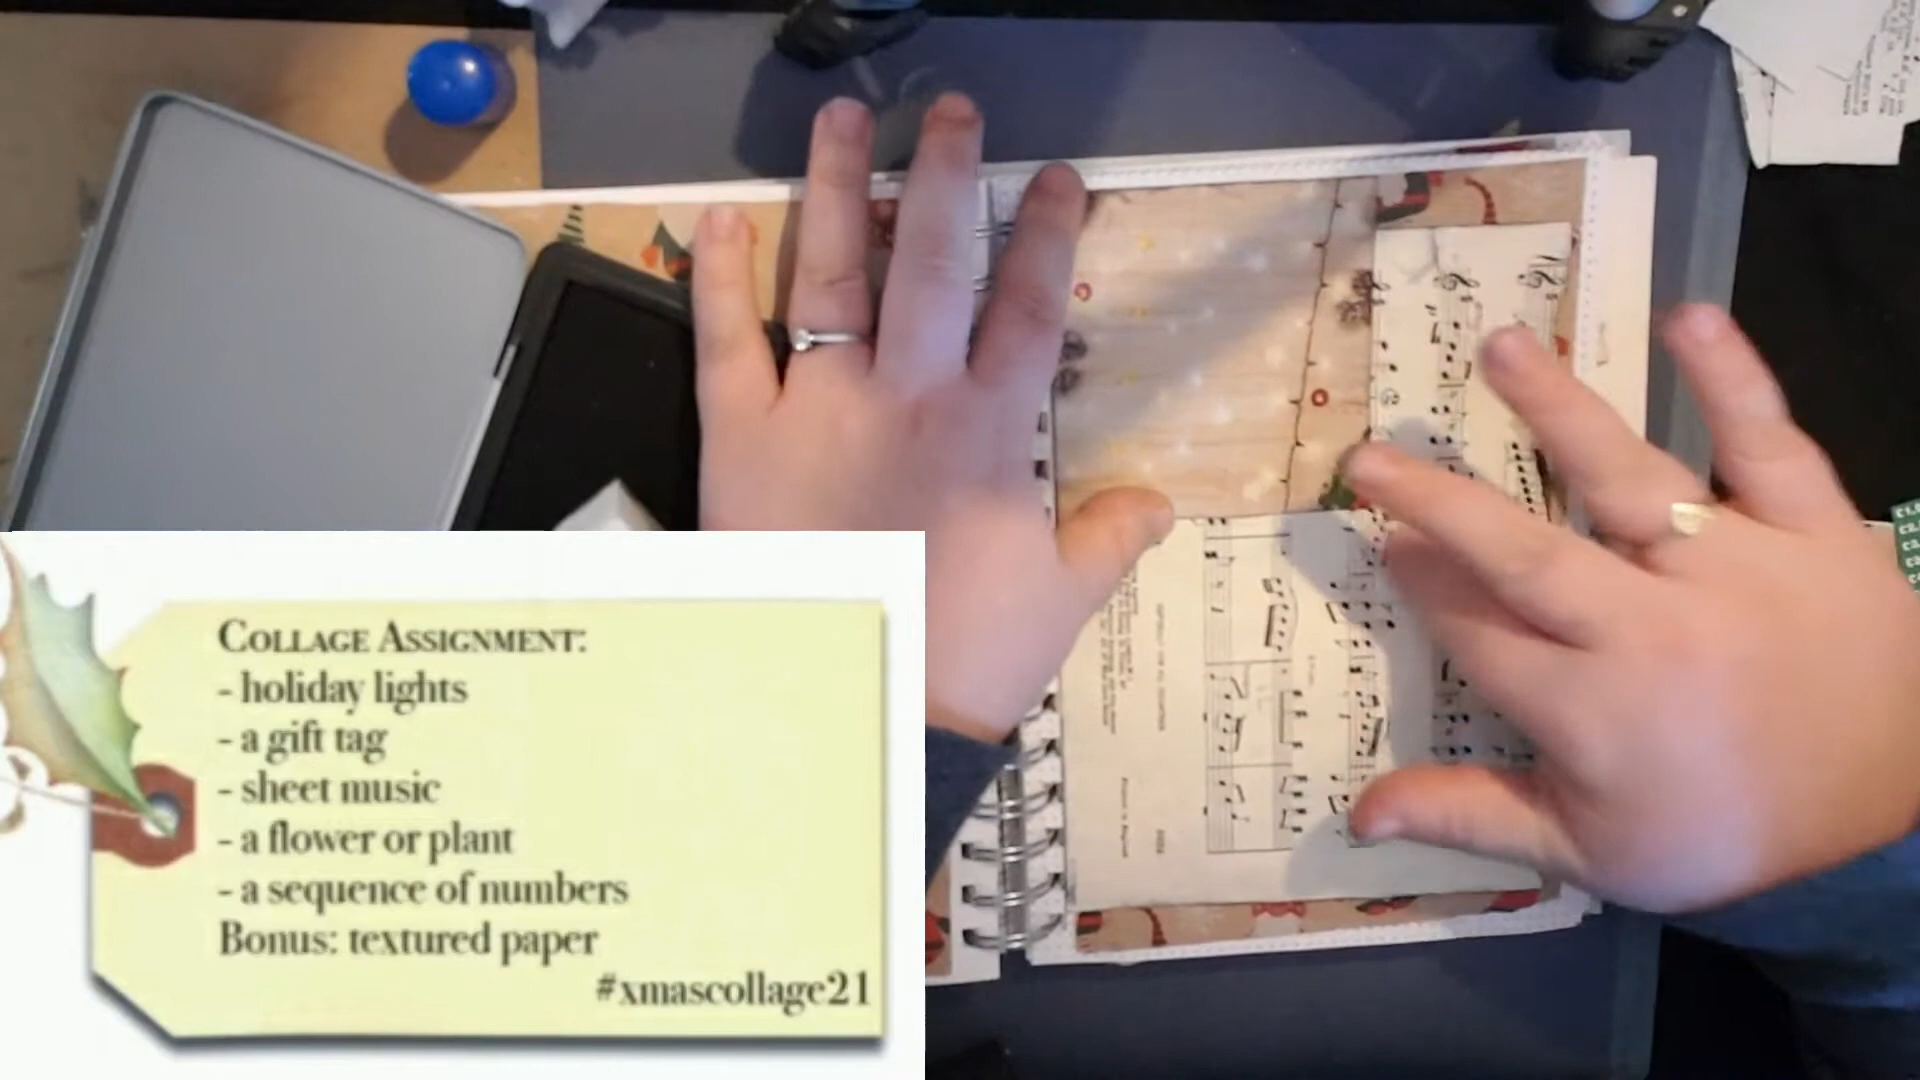 COLLAGE ASSIGNMENT:
- holiday lights
- a gift tag
- sheet music
- a flower or plant
- a sequence of numbers
Bonus: textured paper
#xmascollage21